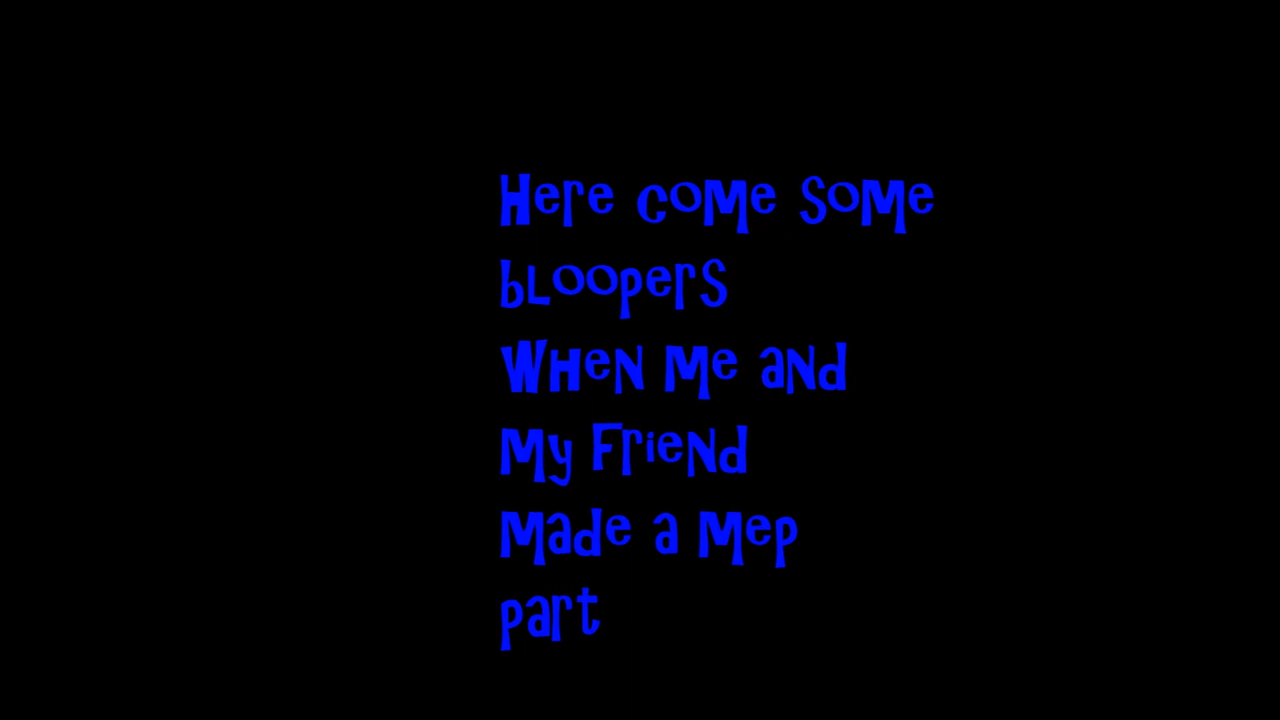 Here come some
bloopers
When me and
my Friend
made a mep
part